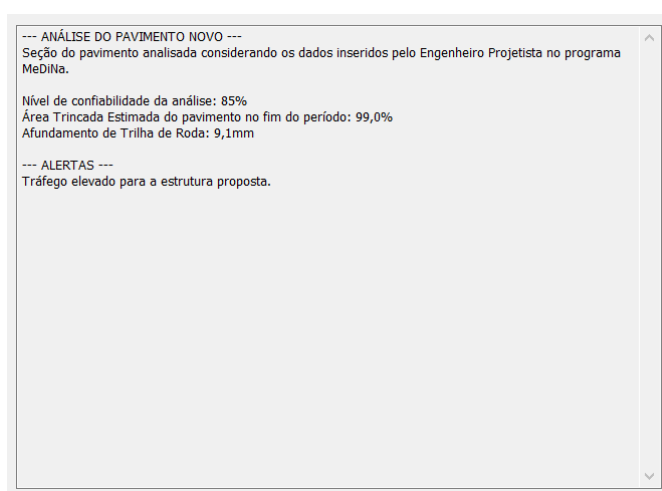 --- ANÁLISE DO PAVIMENTO NOVO ---
Seção do pavimento analisada considerando os dados inseridos pelo Engenheiro Projetista no programa
MeDiNa.
Nível de confiabilidade da análise: 85%
Área Trincada Estimada do pavimento no fim do período: 99,0%
Afundamento de Trilha de Roda: 9,1mm
--- ALERTAS ---
Tráfego elevado para a estrutura proposta.